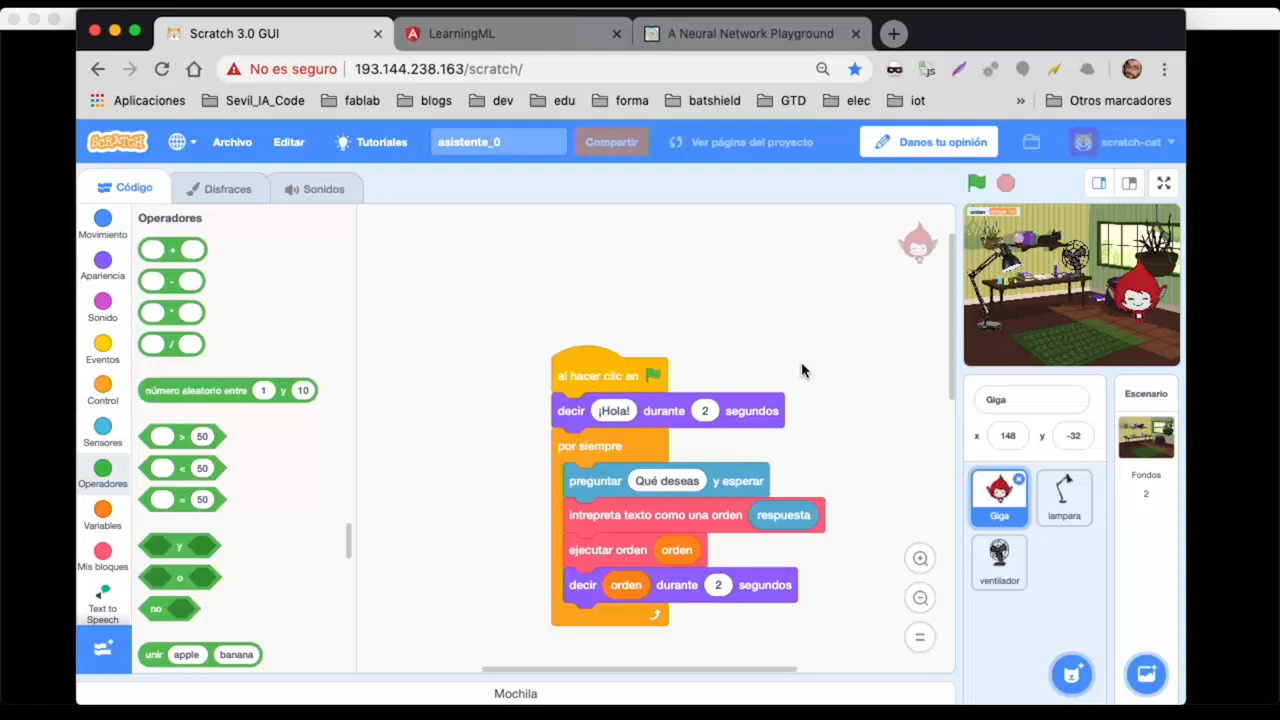 Scratch 3.0 GUI
LearningML
A Neural Network Playground
No es seguro
193.144.238.163/scratch/
Aplicaciones
Sevil_IA_Code
fablab
blogs
dev
edu
forma
batshield
GTD
elec
iot
»
Otros marcadores
SCRATCH
Archivo
Editar
Tutoriales
asistente_0
Compartir
Ver página del proyecto
Danos tu opinión
scratch-cat
Código
Disfraces
Sonidos
Movimiento
Apariencia
Sonido
Eventos
Control
Sensores
Operadores
Variables
Mis bloques
Text to
Speech
Operadores
+
-
*
/
número aleatorio entre 1 y 10
> 50
< 50
= 50
y
o
no
unir apple banana
al hacer clic en
decir ¡Hola! durante 2 segundos
por siempre
preguntar Qué deseas y esperar
intrepreta texto como una orden respuesta
ejecutar orden orden
decir orden durante 2 segundos
orden
Giga
x 148 y -32
Giga
lampara
ventilador
Escenario
Fondos
2
Mochila